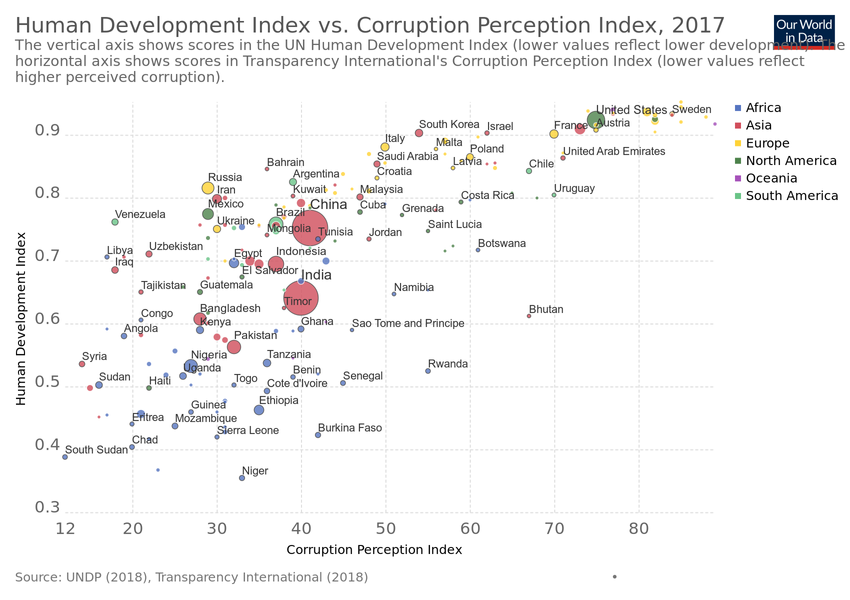 Human Development Index vs. Corruption Perception Index, 2017
Our World
in Data
The vertical axis shows scores in the UN Human Development Index (lower values reflect lower development). The
horizontal axis shows scores in Transparency International's Corruption Perception Index (lower values reflect
higher perceived corruption).
Africa
Asia
Europe
North America
Oceania
South America
Human Development Index
0.9
0.8
0.7
0.6
0.5
0.4
0.3
United States
Sweden
South Korea
Israel
France
Austria
Italy
Malta
Poland
United Arab Emirates
Saudi Arabia
Latvia
Bahrain
Chile
Croatia
Argentina
Russia
Iran
Kuwait
Malaysia
Costa Rica
Uruguay
China
Mexico
Brazil
Cuba
Grenada
Venezuela
Ukraine
Mongolia
Tunisia
Jordan
Saint Lucia
Botswana
Libya
Uzbekistan
Egypt
Indonesia
Iraq
El Salvador
India
Tajikistan
Guatemala
Namibia
Timor
Bhutan
Congo
Bangladesh
Angola
Kenya
Ghana
Sao Tome and Principe
Pakistan
Syria
Nigeria
Tanzania
Rwanda
Uganda
Sudan
Haiti
Togo
Benin
Cote d'Ivoire
Senegal
Guinea
Ethiopia
Eritrea
Mozambique
Sierra Leone
Burkina Faso
Chad
South Sudan
Niger
12
20
30
40
50
60
70
80
Corruption Perception Index
Source: UNDP (2018), Transparency International (2018)